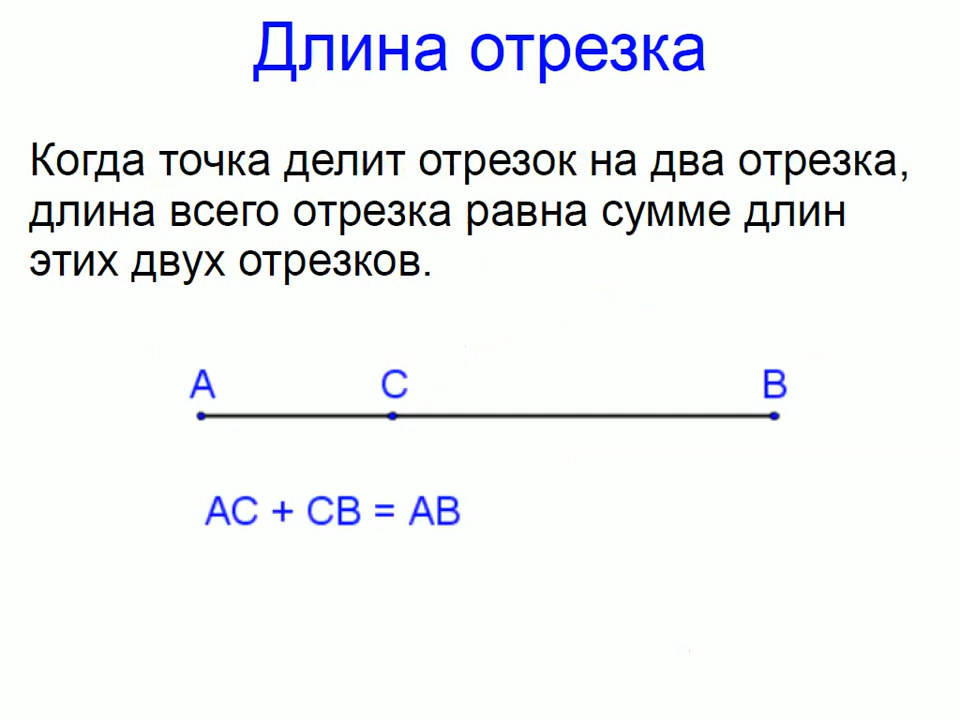 Длина отрезка
Когда точка делит отрезок на два отрезка,
длина всего отрезка равна сумме длин
этих двух отрезков.
A C B
AC + CB = AB